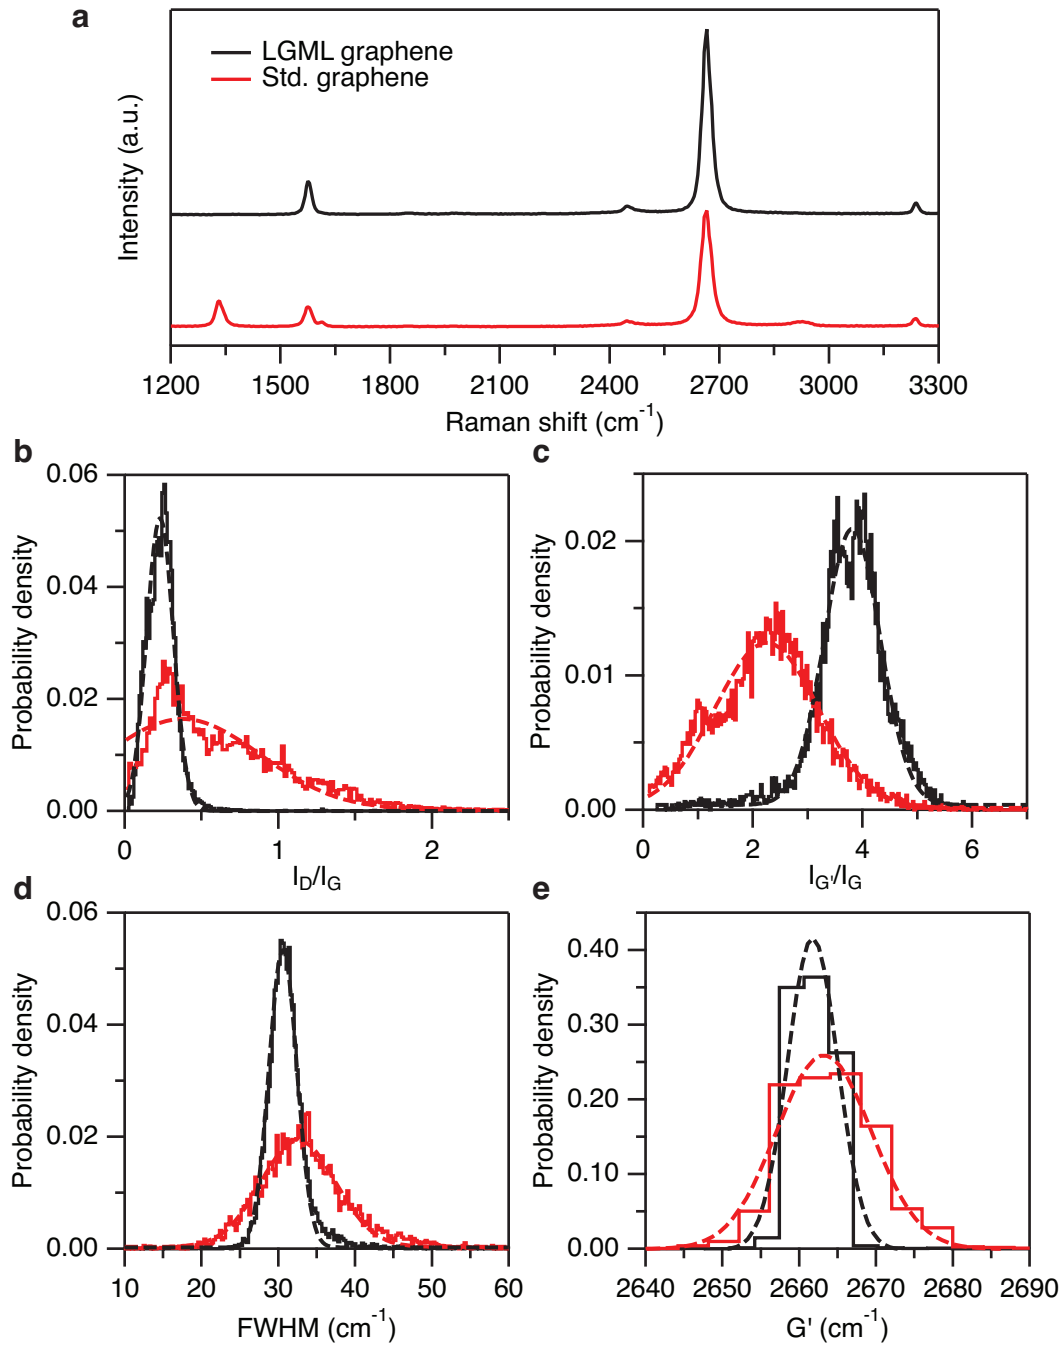 a
LGML graphene
Std. graphene
Intensity (a.u.)
1200 1500 1800 2100 2400 2700 3000 3300
Raman shift (cm⁻¹)
b
0.06
0.04
0.02
0.00
Probability density
0 1 2
I_D/I_G
c
0.02
0.01
0.00
Probability density
0 2 4 6
I_G'/I_G
d
0.06
0.04
0.02
0.00
Probability density
10 20 30 40 50 60
FWHM (cm⁻¹)
e
0.40
0.30
0.20
0.10
0.00
Probability density
2640 2650 2660 2670 2680 2690
G' (cm⁻¹)